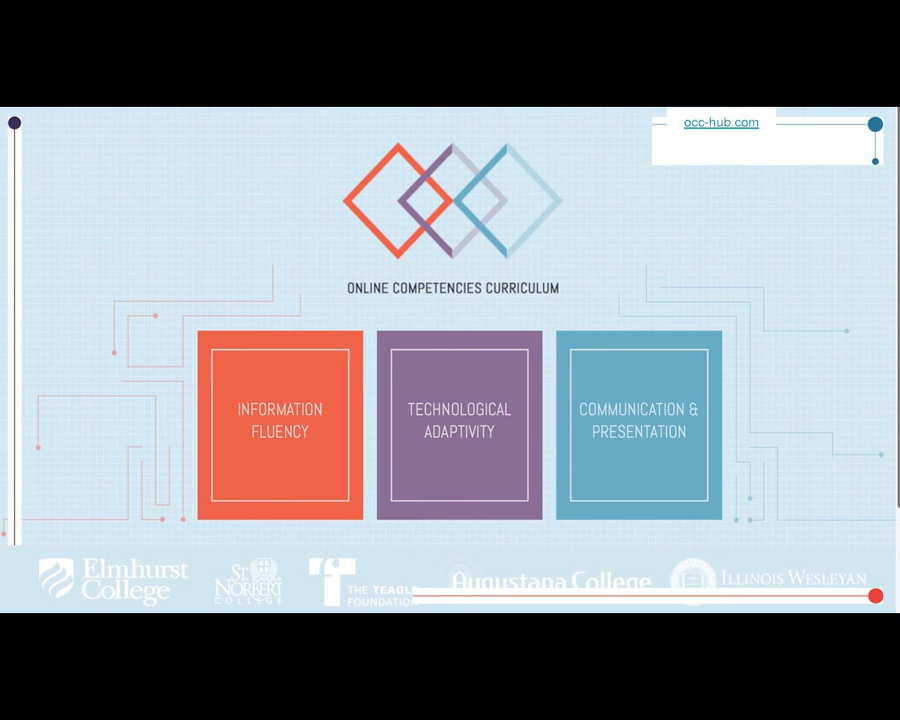 occ-hub.com
ONLINE COMPETENCIES CURRICULUM
INFORMATION
FLUENCY
TECHNOLOGICAL
ADAPTIVITY
COMMUNICATION &
PRESENTATION
Elmhurst
College
ST.
NORBERT
COLLEGE
THE TEAGLE
FOUNDATION
Augustana College
ILLINOIS WESLEYAN